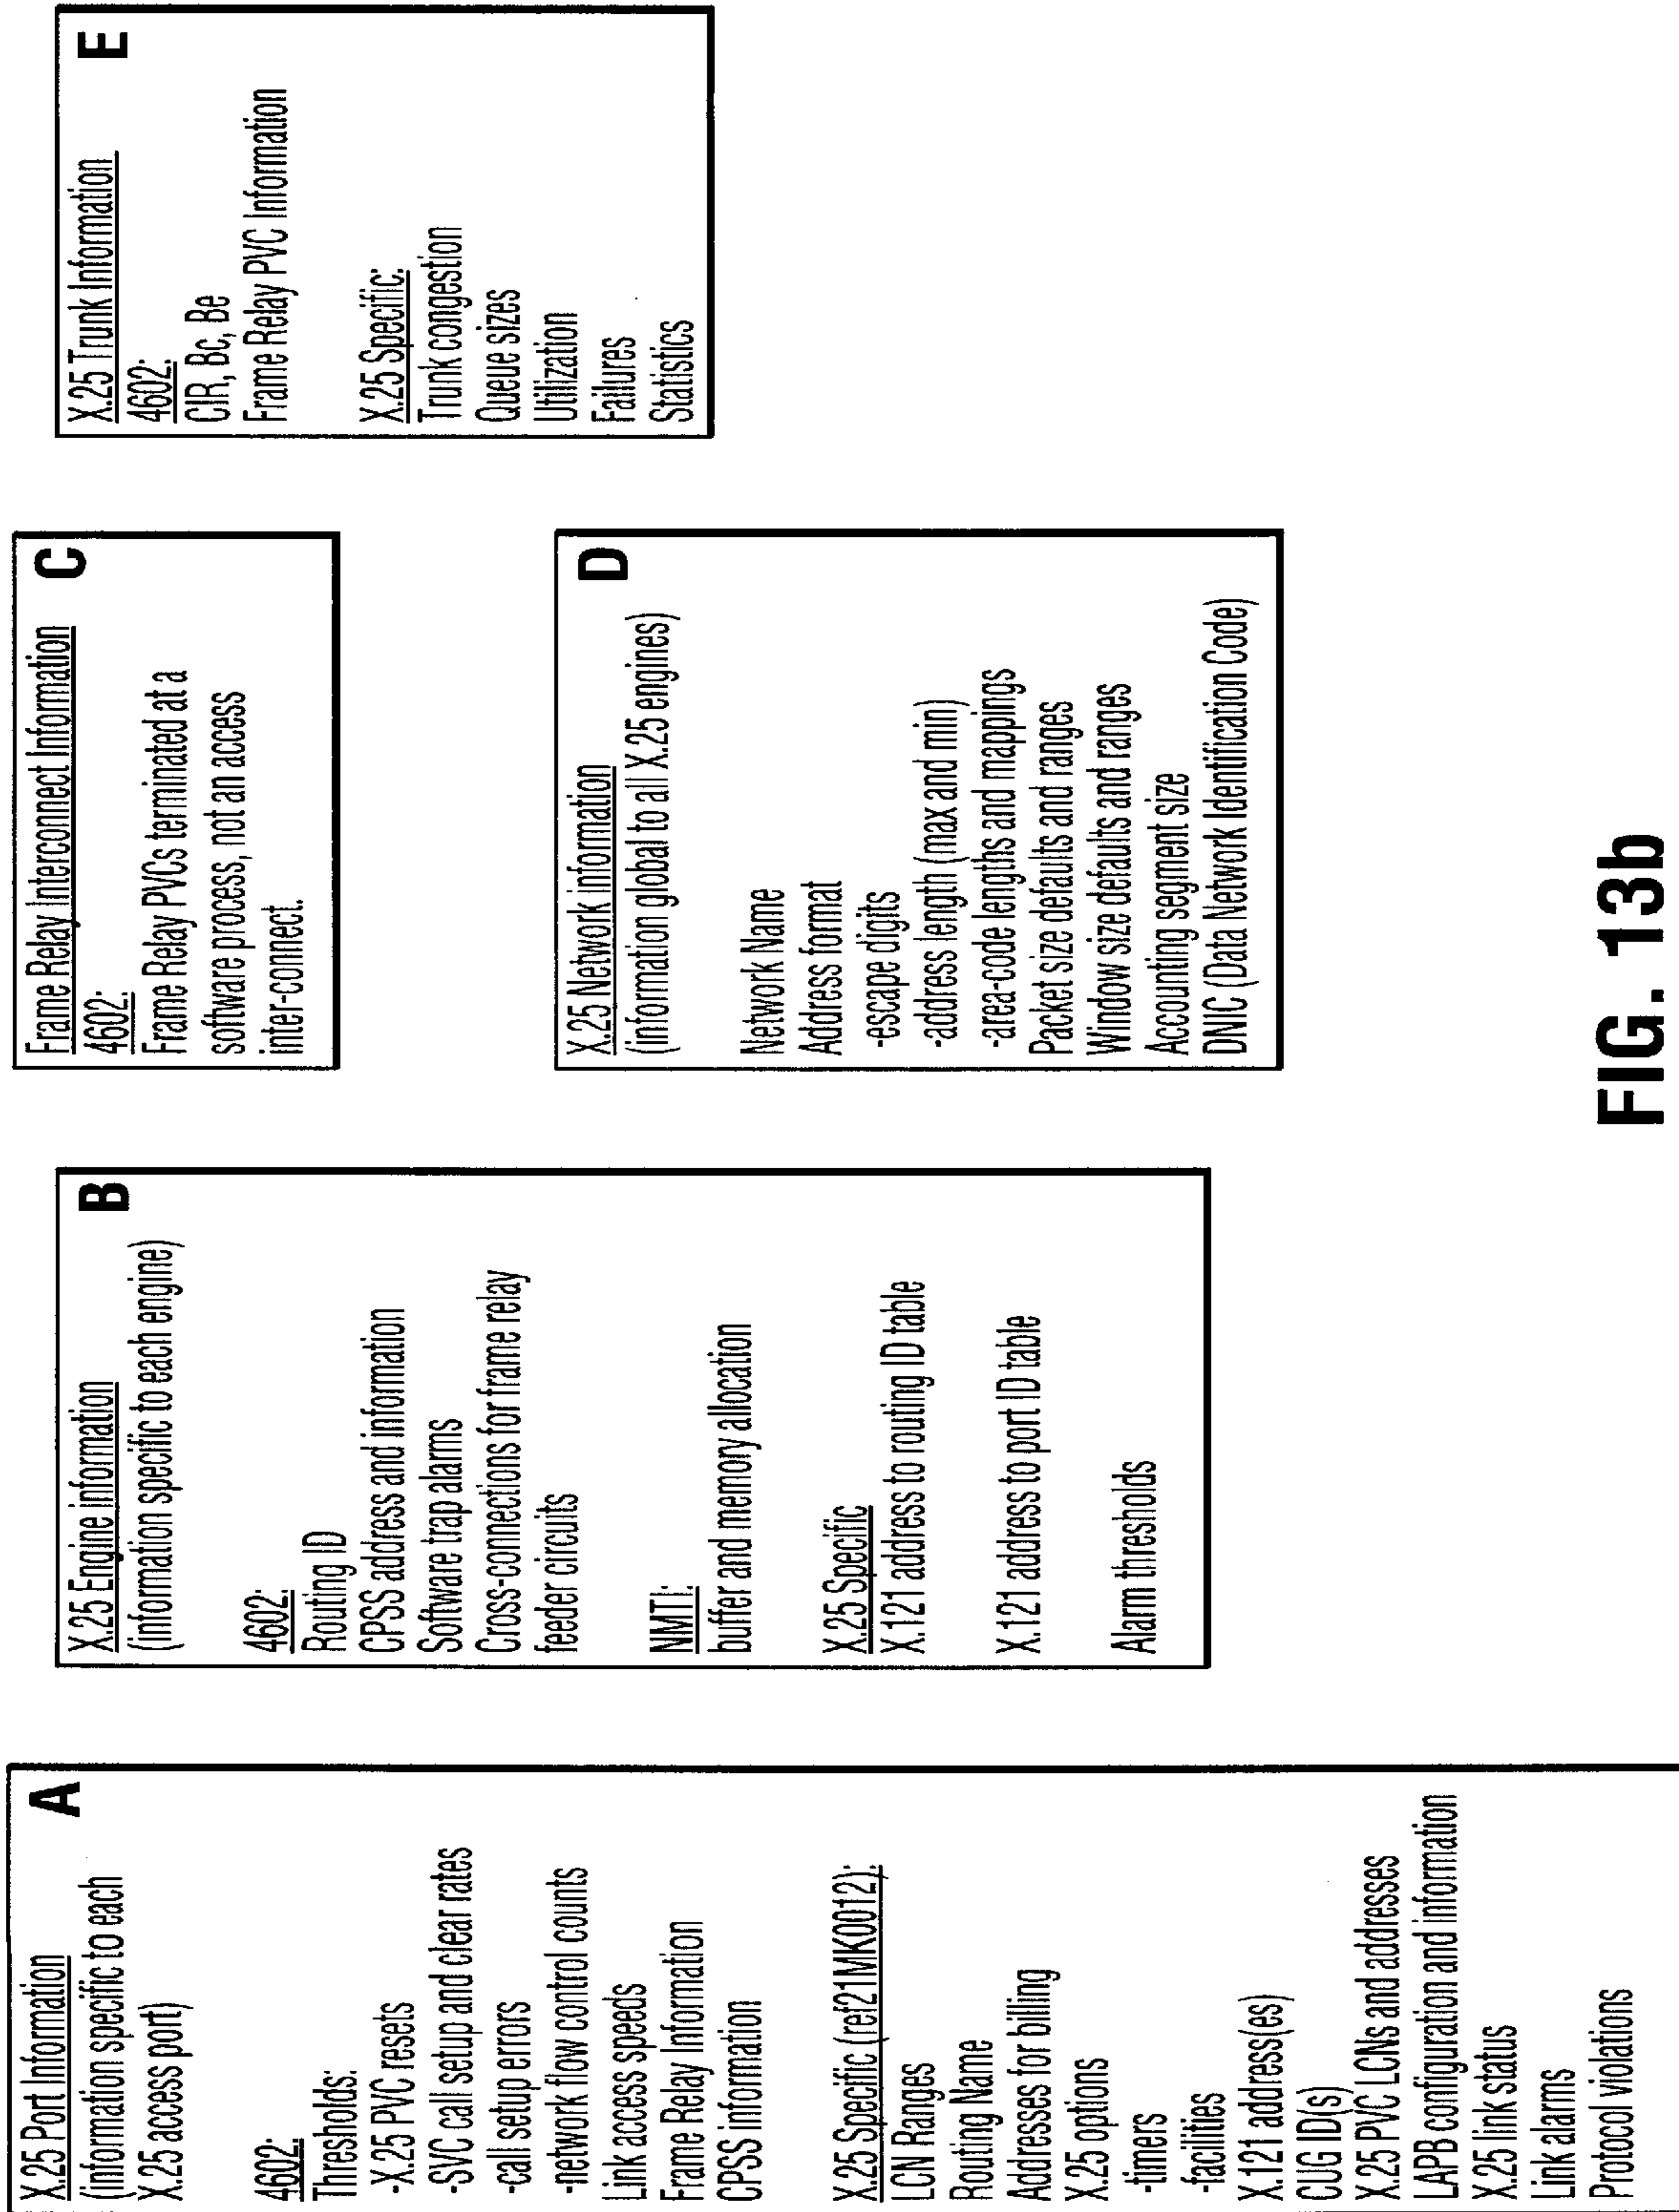 X.25 Port Information
A
(information specific to each
X.25 access port)
4602:
Thresholds:
-X.25 PVC resets
-SVC call setup and clear rates
-call setup errors
-network flow control counts
Link access speeds
Frame Relay Information
CPSS information
X.25 Specific (ref21MK0012):
LCN Ranges
Routing Name
Addresses for billing
X.25 options
-timers
-facilities
X.121 address(es)
CUG ID(s)
X.25 PVC LCNs and addresses
LAPB configuration and information
X.25 link status
Link alarms
Protocol violations
X.25 Engine information
B
(information specific to each engine)
4602:
Routing ID
CPSS address and information
Software trap alarms
Cross-connections for frame relay
feeder circuits
NMTI:
buffer and memory allocation
X.25 Specific
X.121 address to routing ID table
X.121 address to port ID table
Alarm thresholds
Frame Relay Interconnect Information
C
4602:
Frame Relay PVCs terminated at a
software process, not an access
inter-connect.
X.25 Network information
D
(information global to all X.25 engines)
Network Name
Address format
-escape digits
-address length (max and min)
-area-code lengths and mappings
Packet size defaults and ranges
Window size defaults and ranges
Accounting segment size
DNIC (Data Network Identification Code)
X.25 Trunk Information
E
4602:
CIR, Bc, Be
Frame Relay PVC Information
X.25 Specific:
Trunk congestion
Queue sizes
Utilization
Failures
Statistics
FIG. 13b